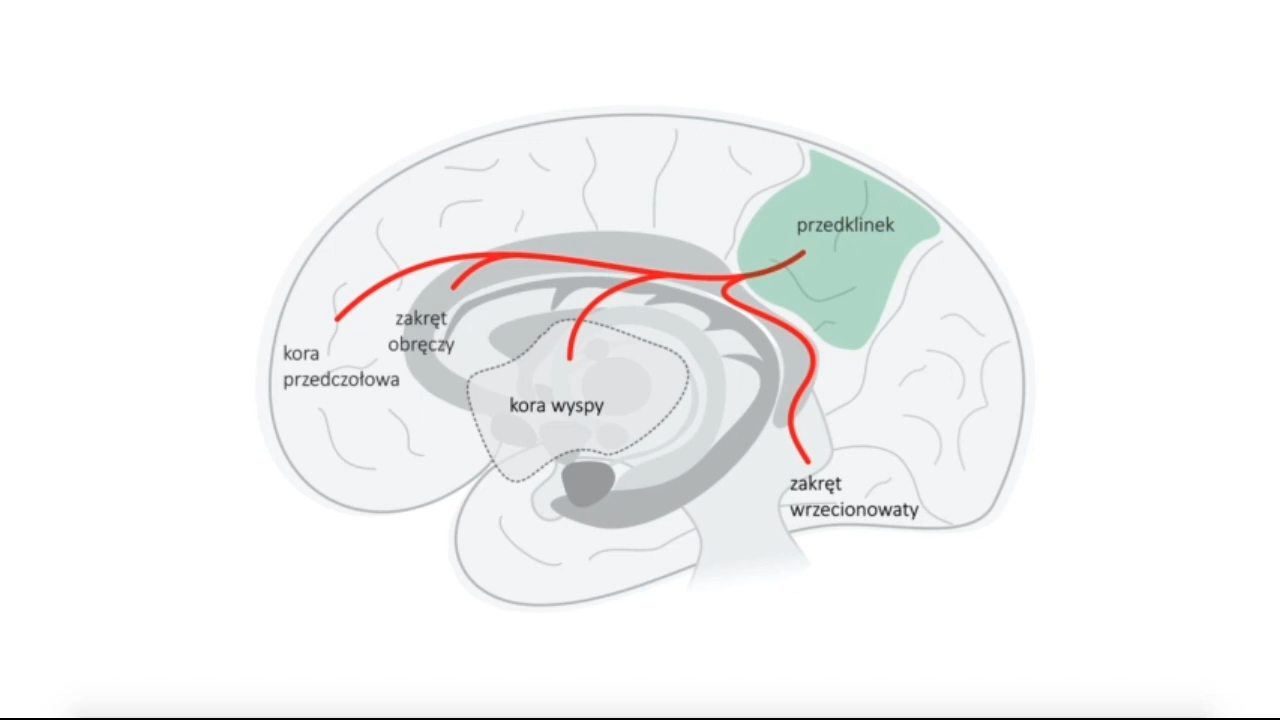 przedklinek
zakręt
obręczy
kora
przedczołowa
kora wyspy
zakręt
wrzecionowaty